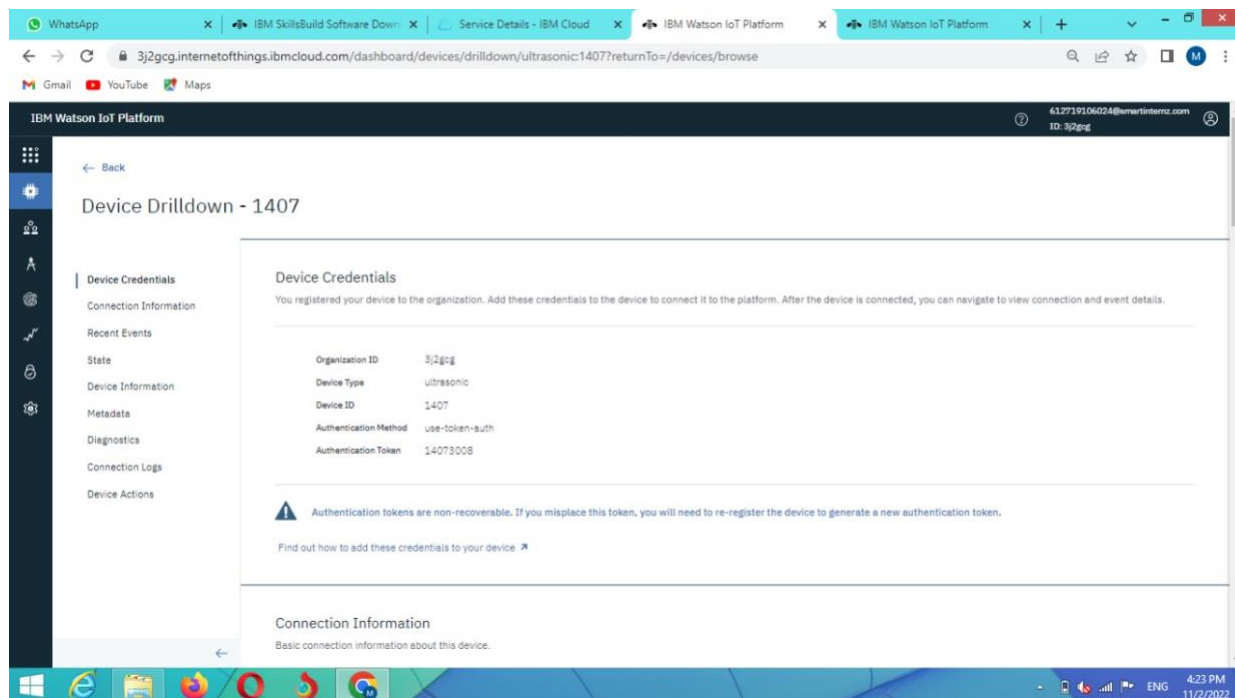 WhatsApp
IBM SkillsBuild Software Down
Service Details - IBM Cloud
IBM Watson IoT Platform
IBM Watson IoT Platform
3j2gcg.internetofthings.ibmcloud.com/dashboard/devices/drilldown/ultrasonic:1407?returnTo=/devices/browse
M
Gmail
YouTube
Maps
IBM Watson IoT Platform
612719106024@smartinternz.com
ID: 3j2gcg
← Back
Device Drilldown - 1407
Device Credentials
Connection Information
Recent Events
State
Device Information
Metadata
Diagnostics
Connection Logs
Device Actions
Device Credentials
You registered your device to the organization. Add these credentials to the device to connect it to the platform. After the device is connected, you can navigate to view connection and event details.
Organization ID 3j2gcg
Device Type ultrasonic
Device ID 1407
Authentication Method use-token-auth
Authentication Token 14073008
Authentication tokens are non-recoverable. If you misplace this token, you will need to re-register the device to generate a new authentication token.
Find out how to add these credentials to your device
Connection Information
Basic connection information about this device.
ENG
4:23 PM
11/2/2022